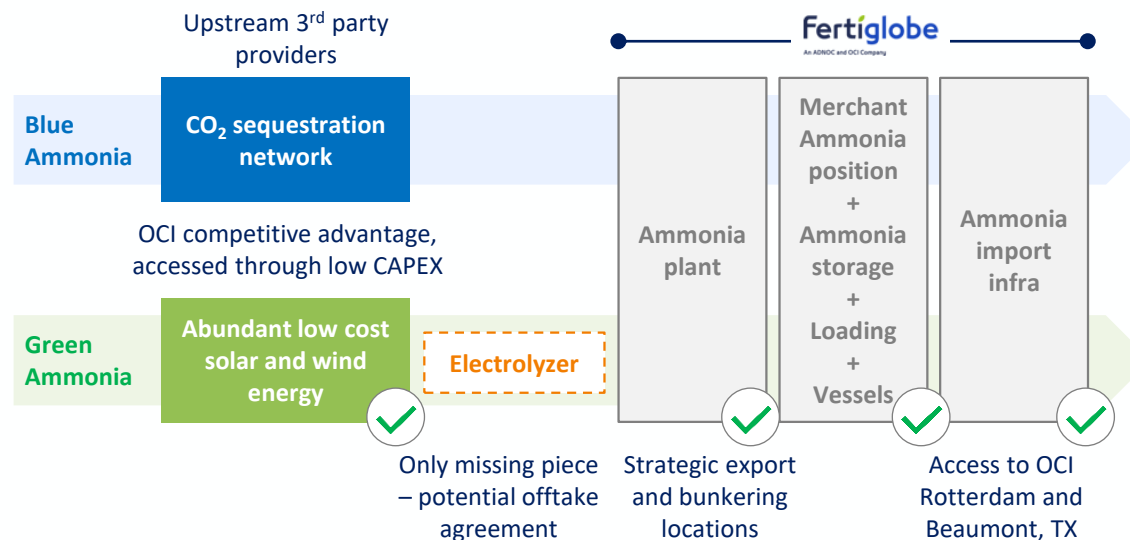 Upstream 3rd party
providers
Fertiglobe
An ADNOC and OCI Company
Blue
Ammonia
CO2 sequestration
network
OCI competitive advantage,
accessed through low CAPEX
Green
Ammonia
Abundant low cost
solar and wind
energy
Electrolyzer
Ammonia
plant
Merchant
Ammonia
position
+
Ammonia
storage
+
Loading
+
Vessels
Ammonia
import
infra
Only missing piece
– potential offtake
agreement
Strategic export
and bunkering
locations
Access to OCI
Rotterdam and
Beaumont, TX